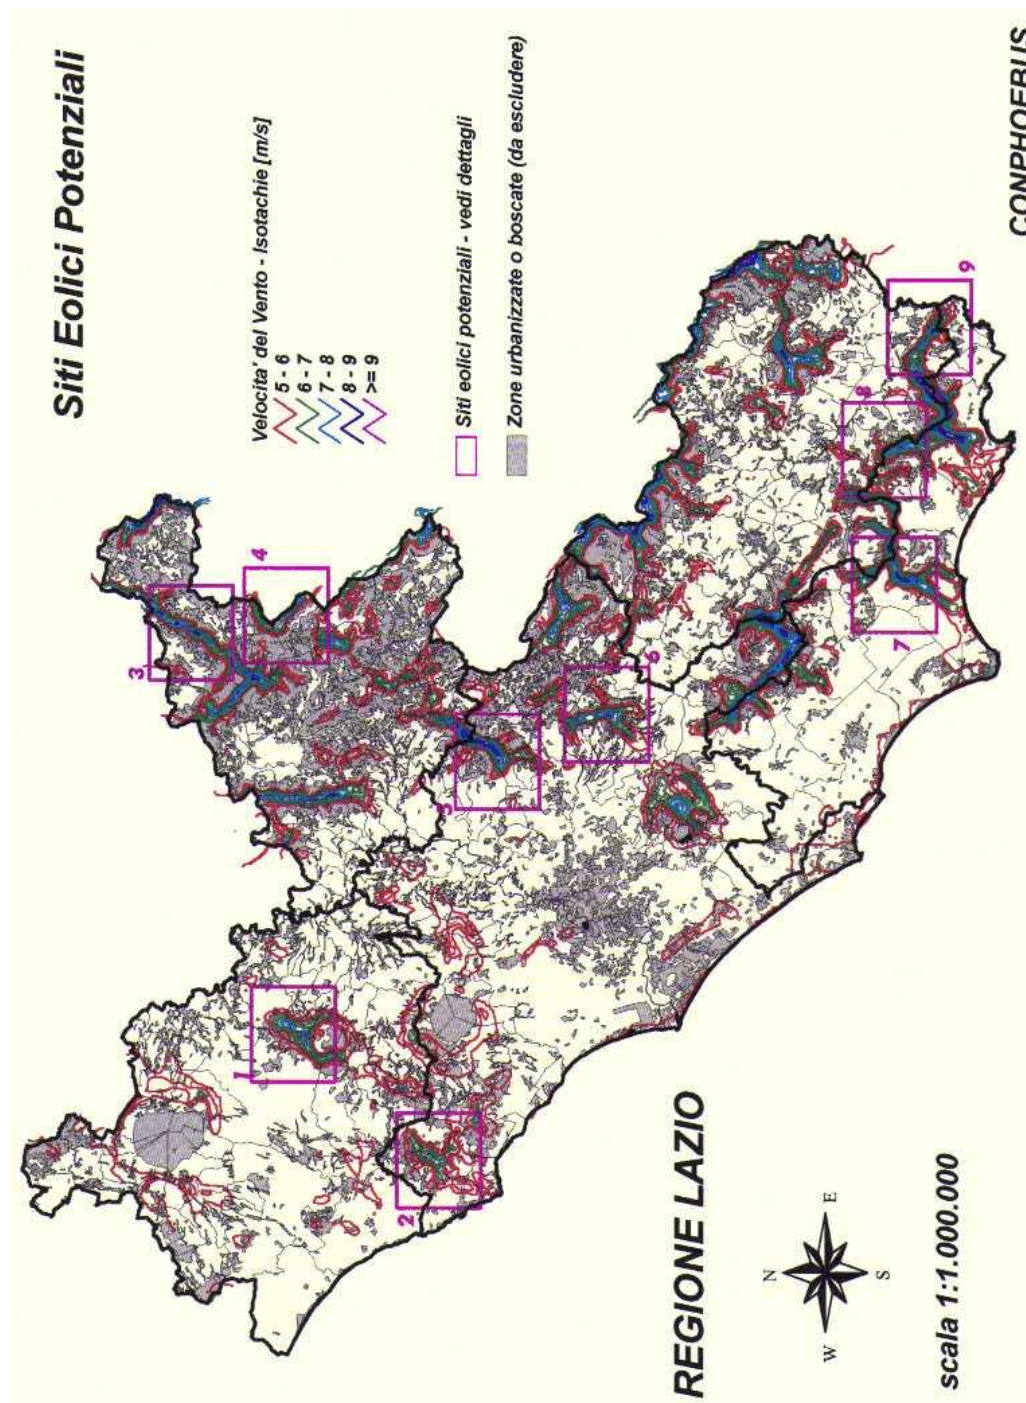 Siti Eolici Potenziali
Velocita' del Vento - Isotachie [m/s]
5 - 6
6 - 7
7 - 8
8 - 9
>= 9
Siti eolici potenziali - vedi dettagli
Zone urbanizzate o boscate (da escludere)
3
4
1
5
6
2
8
9
7
REGIONE LAZIO
N
W
E
S
scala 1:1.000.000
CONPHOEBUS